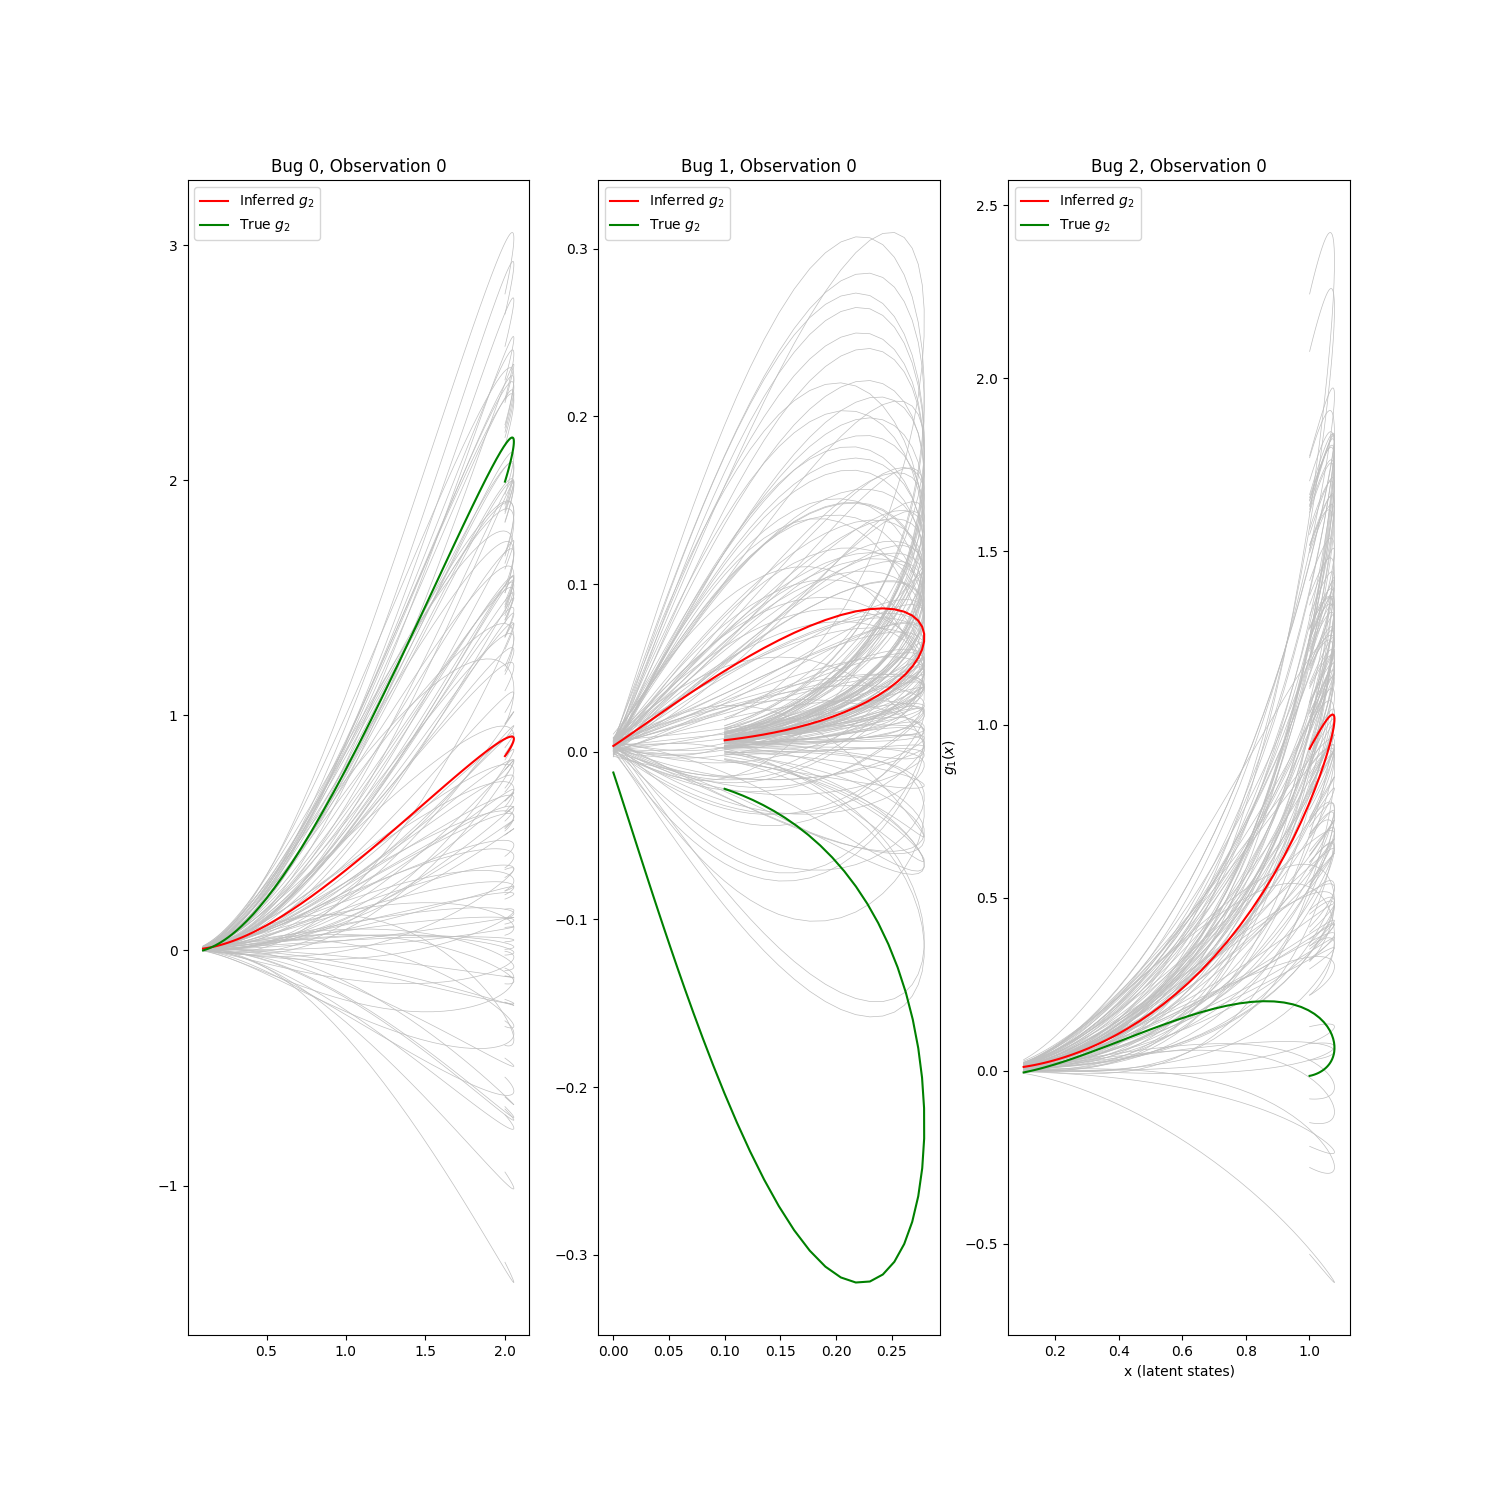 Bug 0, Observation 0
Inferred g₂
True g₂
3
2
1
0
−1
0.5 1.0 1.5 2.0
Bug 1, Observation 0
Inferred g₂
True g₂
0.3
0.2
0.1
0.0
−0.1
−0.2
−0.3
0.00 0.05 0.10 0.15 0.20 0.25
Bug 2, Observation 0
Inferred g₂
True g₂
g₁(x)
2.5
2.0
1.5
1.0
0.5
0.0
−0.5
0.2 0.4 0.6 0.8 1.0
x (latent states)